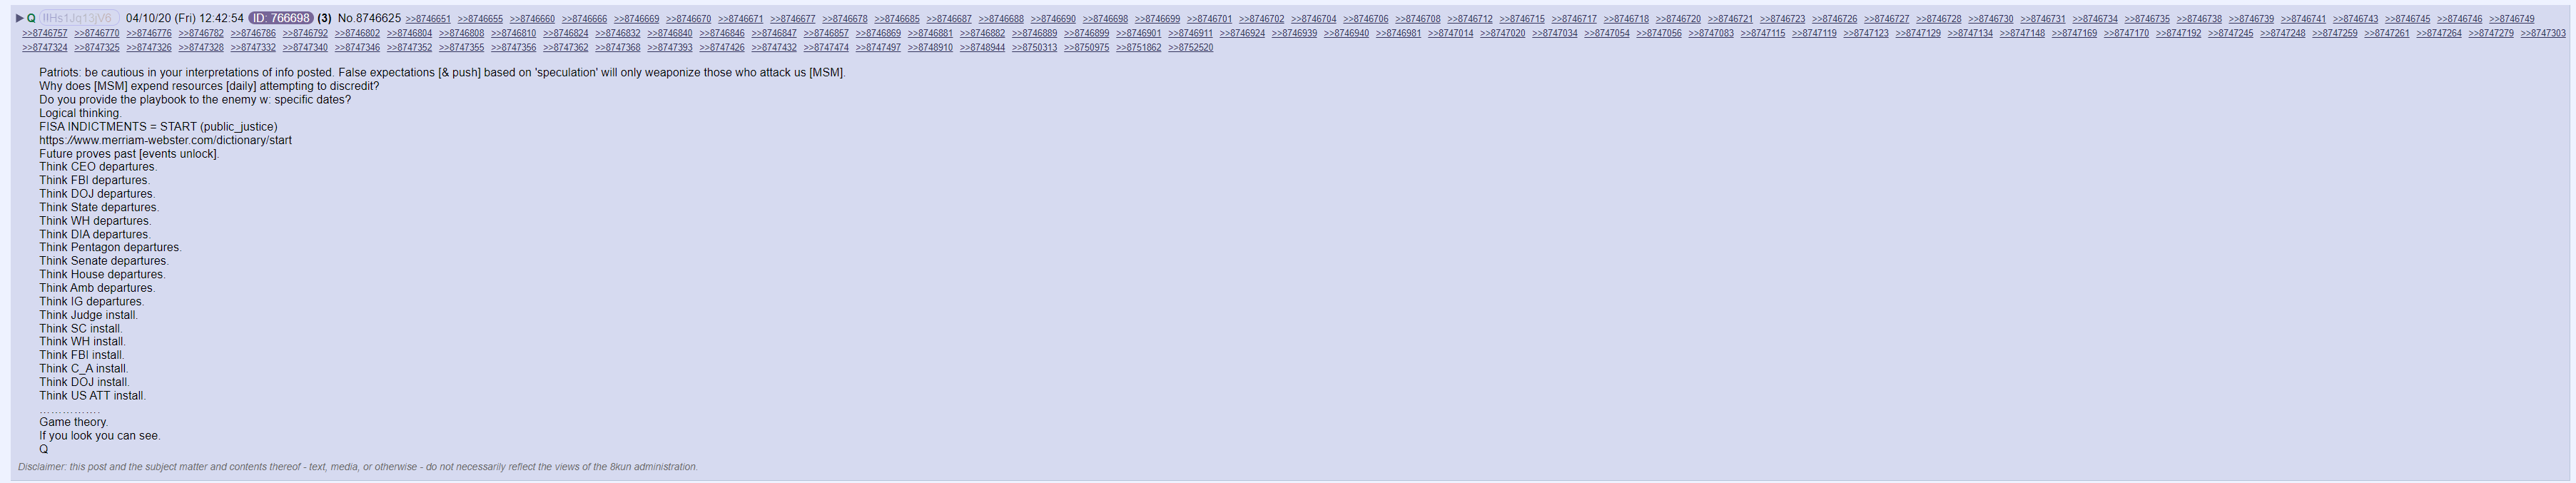 ▶ Q !!Hs1Jq13jV6 04/10/20 (Fri) 12:42:54 ID: 766698 (3) No.8746625 >>8746651 >>8746655 >>8746660 >>8746666 >>8746669 >>8746670 >>8746671 >>8746677 >>8746678 >>8746685 >>8746687 >>8746688 >>8746690 >>8746698 >>8746699 >>8746701 >>8746702 >>8746704 >>8746706 >>8746708 >>8746712 >>8746715 >>8746717 >>8746718 >>8746720 >>8746721 >>8746723 >>8746726 >>8746727 >>8746728 >>8746730 >>8746731 >>8746734 >>8746735 >>8746738 >>8746739 >>8746741 >>8746743 >>8746745 >>8746746 >>8746749
>>8746757 >>8746770 >>8746776 >>8746782 >>8746786 >>8746792 >>8746802 >>8746804 >>8746808 >>8746810 >>8746824 >>8746832 >>8746840 >>8746846 >>8746847 >>8746857 >>8746869 >>8746881 >>8746882 >>8746889 >>8746899 >>8746901 >>8746911 >>8746924 >>8746939 >>8746940 >>8746981 >>8747014 >>8747020 >>8747034 >>8747054 >>8747056 >>8747083 >>8747115 >>8747119 >>8747123 >>8747129 >>8747134 >>8747148 >>8747169 >>8747170 >>8747192 >>8747245 >>8747248 >>8747259 >>8747261 >>8747264 >>8747279 >>8747303
>>8747324 >>8747325 >>8747326 >>8747328 >>8747332 >>8747340 >>8747346 >>8747352 >>8747355 >>8747356 >>8747362 >>8747368 >>8747393 >>8747426 >>8747432 >>8747474 >>8747497 >>8748910 >>8748944 >>8750313 >>8750975 >>8751862 >>8752520
Patriots: be cautious in your interpretations of info posted. False expectations [& push] based on 'speculation' will only weaponize those who attack us [MSM].
Why does [MSM] expend resources [daily] attempting to discredit?
Do you provide the playbook to the enemy w: specific dates?
Logical thinking.
FISA INDICTMENTS = START (public_justice)
https://www.merriam-webster.com/dictionary/start
Future proves past [events unlock].
Think CEO departures.
Think FBI departures.
Think DOJ departures.
Think State departures.
Think WH departures.
Think DIA departures.
Think Pentagon departures.
Think Senate departures.
Think House departures.
Think Amb departures.
Think IG departures.
Think Judge install.
Think SC install.
Think WH install.
Think FBI install.
Think C_A install.
Think DOJ install.
Think US ATT install.
……………
Game theory.
If you look you can see.
Q
Disclaimer: this post and the subject matter and contents thereof - text, media, or otherwise - do not necessarily reflect the views of the 8kun administration.